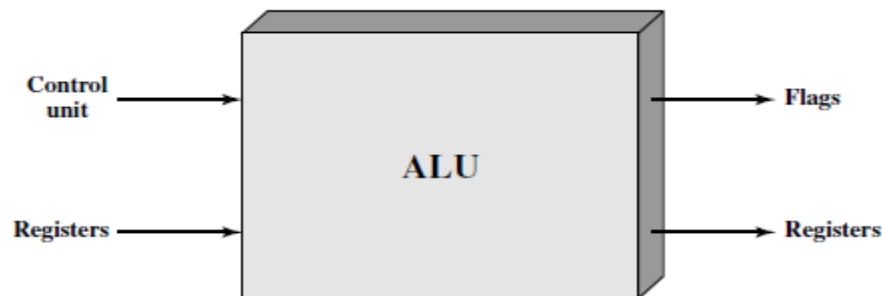 Control
unit
Flags
ALU
Registers
Registers